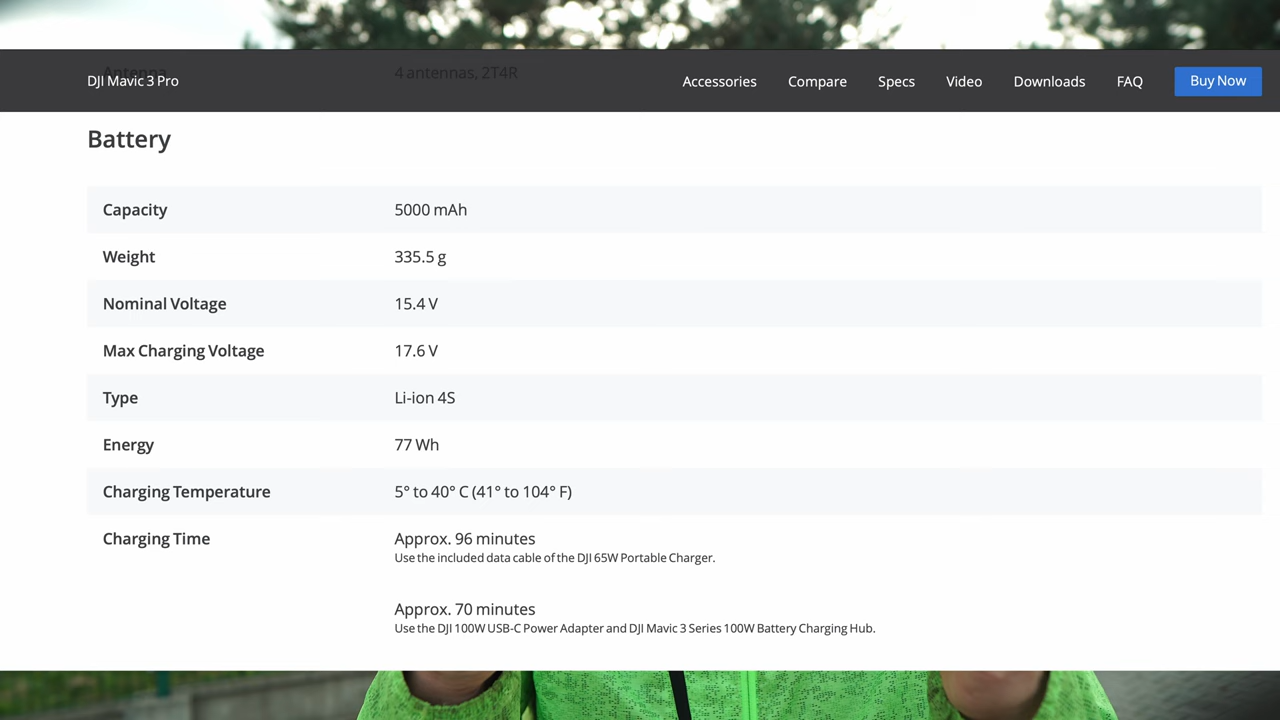 Antenna
4 antennas, 2T4R
DJI Mavic 3 Pro
Accessories
Compare
Specs
Video
Downloads
FAQ
Buy Now
Battery
Capacity
5000 mAh
Weight
335.5 g
Nominal Voltage
15.4 V
Max Charging Voltage
17.6 V
Type
Li-ion 4S
Energy
77 Wh
Charging Temperature
5° to 40° C (41° to 104° F)
Charging Time
Approx. 96 minutes
Use the included data cable of the DJI 65W Portable Charger.
Approx. 70 minutes
Use the DJI 100W USB-C Power Adapter and DJI Mavic 3 Series 100W Battery Charging Hub.